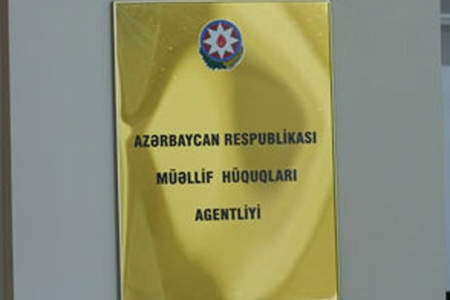 AZƏRBAYCAN RESPUBLİKASI
MÜƏLLİF HÜQUQLARI
AGENTLİYİ